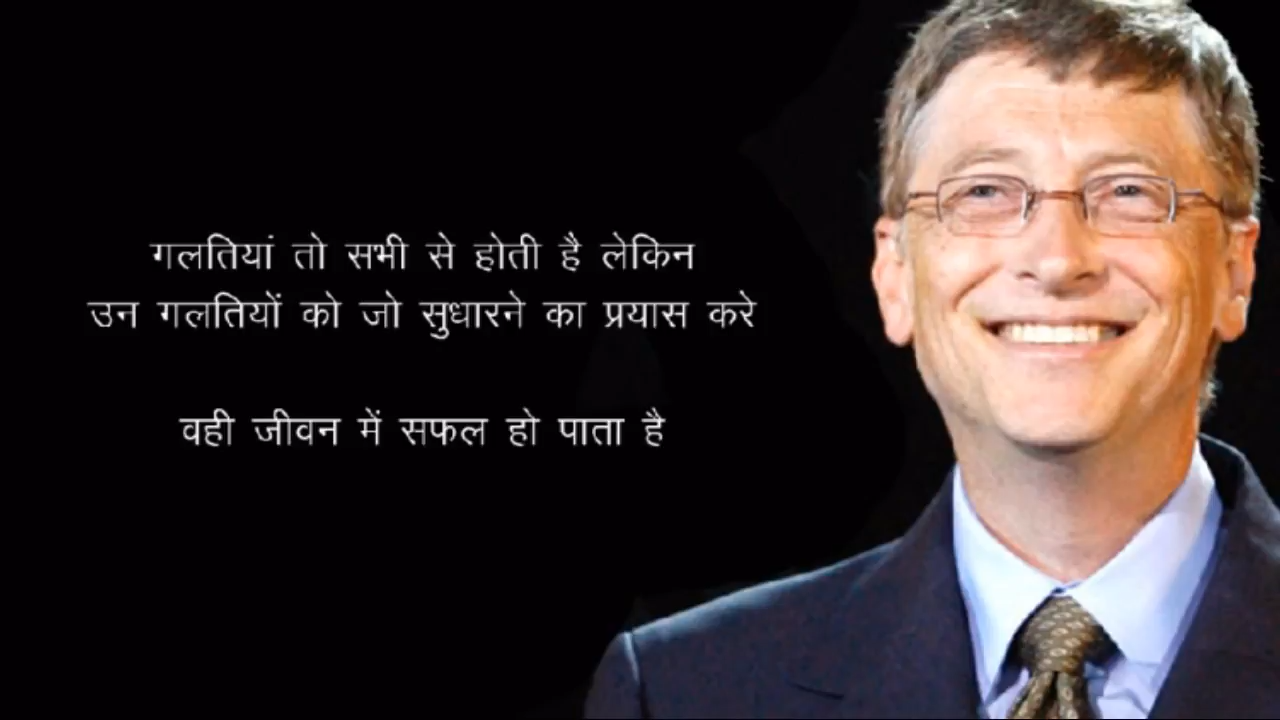 गलतियां तो सभी से होती है लेकिन
उन गलतियों को जो सुधारने का प्रयास करे
वही जीवन में सफल हो पाता है